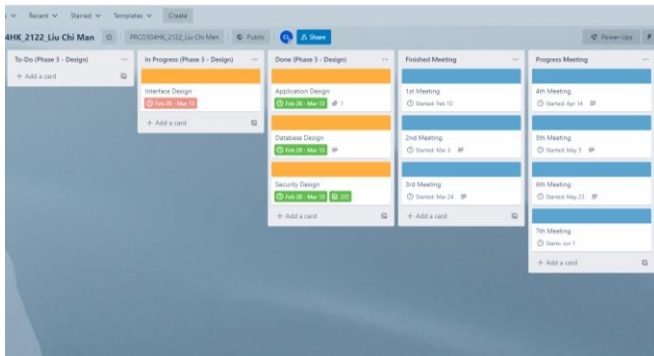 Recent Starred Templates Create
4HK_2122_Liu Chi Man PRCO304HK_2122_Liu Chi Man Public Share Power-Ups
To-Do (Phase 3 - Design)
+ Add a card
In Progress (Phase 3 - Design)
Interface Design
Feb 28 - Mar 13
+ Add a card
Done (Phase 3 - Design)
Application Design
Feb 28 - Mar 13 1
Database Design
Feb 28 - Mar 13
Security Design
Feb 28 - Mar 13
+ Add a card
Finished Meeting
1st Meeting
Started: Feb 10
2nd Meeting
Started: Mar 3
3rd Meeting
Started: Mar 24
+ Add a card
Progress Meeting
4th Meeting
Started: Apr 14
5th Meeting
Started: May 5
6th Meeting
Started: May 23
7th Meeting
Starts: Jun 1
+ Add a card